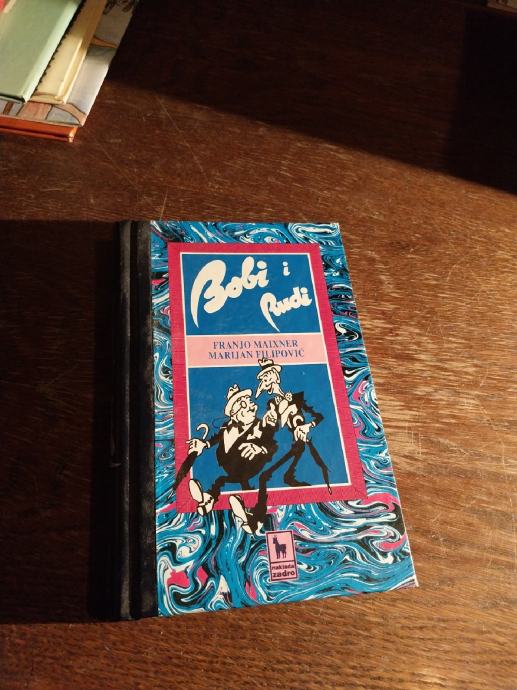 Bobi i
Rudi
FRANJO MAIXNER
MARIJAN FILIPOVIĆ
naklada
zadro